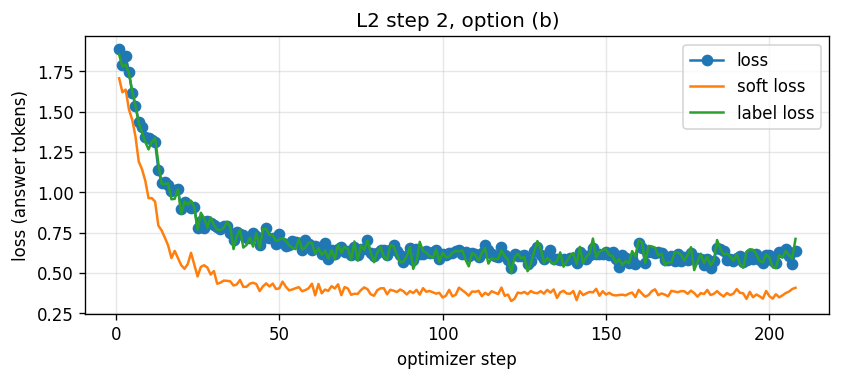 L2 step 2, option (b)
loss (answer tokens)
1.75
1.50
1.25
1.00
0.75
0.50
0.25
loss
soft loss
label loss
0
50
100
150
200
optimizer step